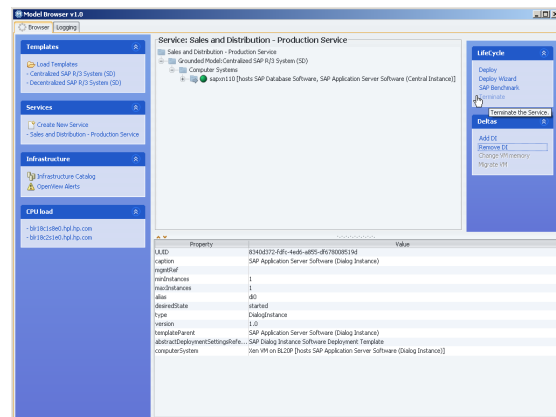 Model Browser v1.0
Browser
Logging
Templates
Load Templates
- Centralized SAP R/3 System (SD)
- Decentralized SAP R/3 System (SD)
Services
Create New Service
- Sales and Distribution - Production Service
Infrastructure
Infrastructure Catalog
OpenView Alerts
CPU load
- blr18c1s8e0.hpl.hp.com
- blr18c2s1e0.hpl.hp.com
Service: Sales and Distribution - Production Service
Sales and Distribution - Production Service
Grounded Model:Centralized SAP R/3 System (SD)
Computer Systems
sapxn110 [hosts SAP Database Software, SAP Application Server Software (Central Instance)]
LifeCycle
Deploy
Deploy Wizard
SAP Benchmark
Terminate
Terminate the Service.
Deltas
Add DI
Remove DI
Change VM memory
Migrate VM
Property Value
UUID 8340d372-fdfc-4ed6-a855-df678008519d
caption SAP Application Server Software (Dialog Instance)
mgmtRef
minInstances 1
maxInstances 1
alias di0
desiredState started
type DialogInstance
version 1.0
templateParent SAP Application Server Software (Dialog Instance)
abstractDeploymentSettingsRefe... SAP Dialog Instance Software Deployment Template
computerSystem Xen VM on BL20P [hosts SAP Application Server Software (Dialog Instance)]